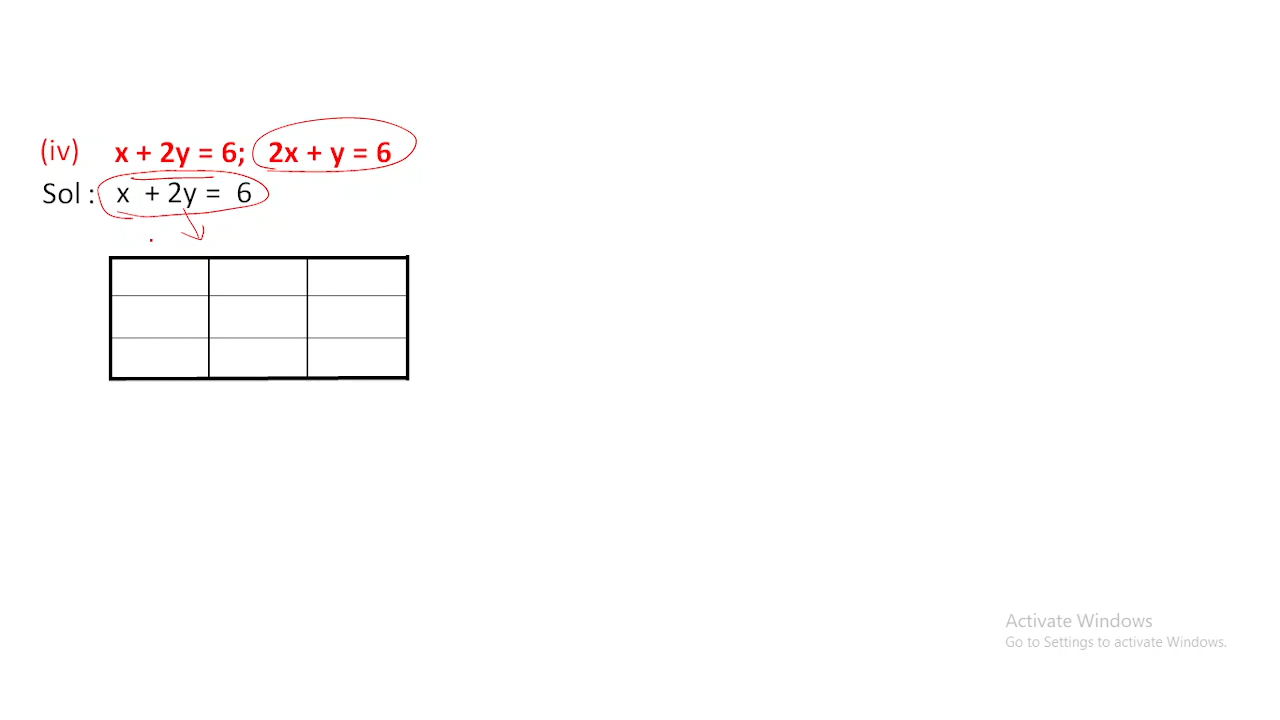 (iv) x + 2y = 6; 2x + y = 6
Sol : x + 2y = 6
Activate Windows
Go to Settings to activate Windows.